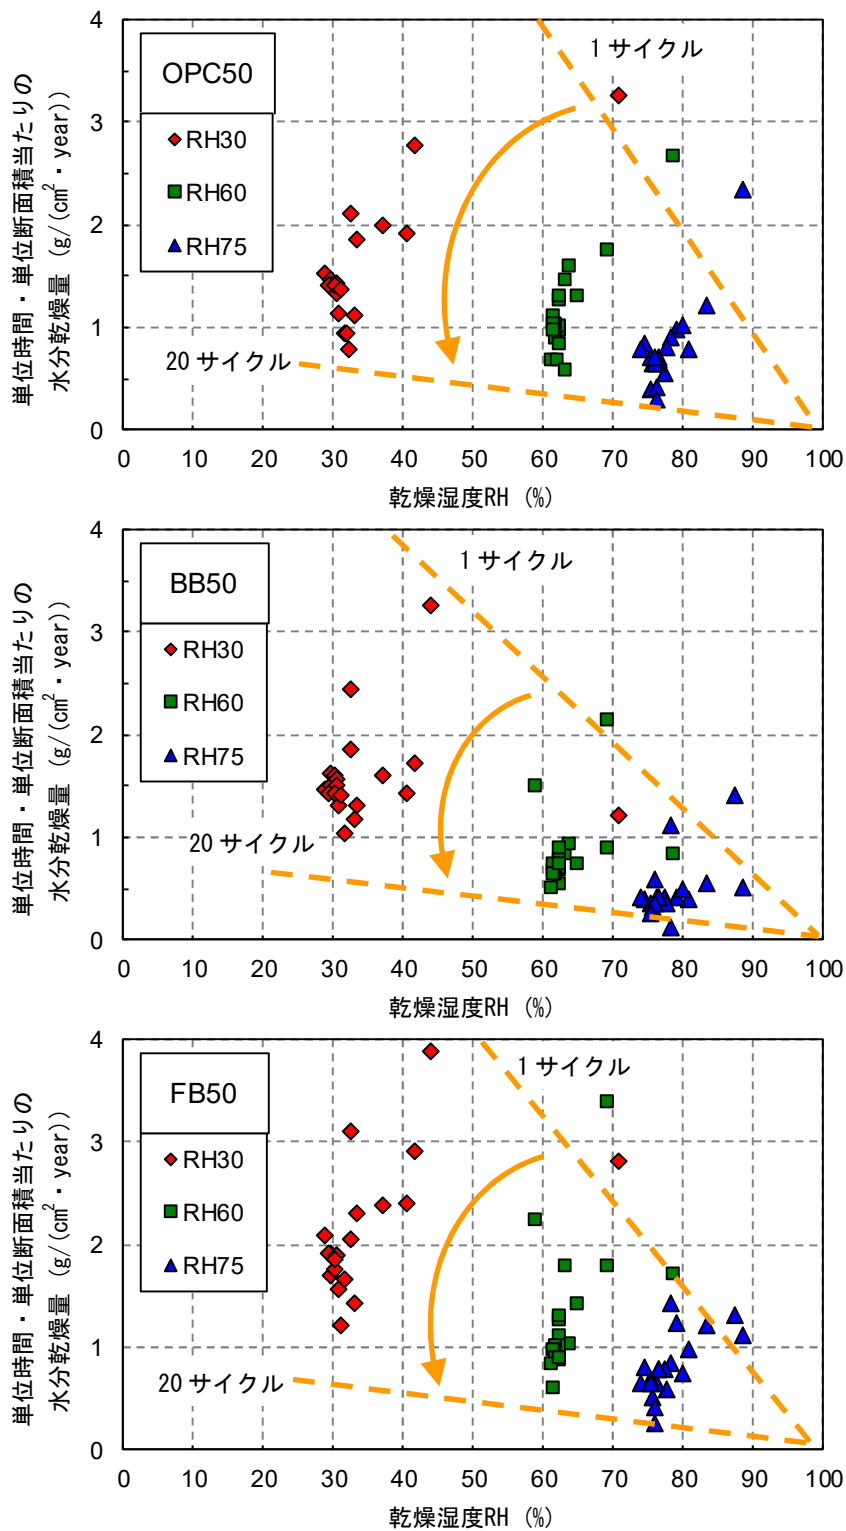 単位時間・単位断面積当たりの
水分乾燥量 (g/(cm²・year))
4
3
2
1
0
OPC50
RH30
RH60
RH75
1 サイクル
20 サイクル
0 10 20 30 40 50 60 70 80 90 100
乾燥湿度RH (%)
単位時間・単位断面積当たりの
水分乾燥量 (g/(cm²・year))
4
3
2
1
0
BB50
RH30
RH60
RH75
1 サイクル
20 サイクル
0 10 20 30 40 50 60 70 80 90 100
乾燥湿度RH (%)
単位時間・単位断面積当たりの
水分乾燥量 (g/(cm²・year))
4
3
2
1
0
FB50
RH30
RH60
RH75
1 サイクル
20 サイクル
0 10 20 30 40 50 60 70 80 90 100
乾燥湿度RH (%)